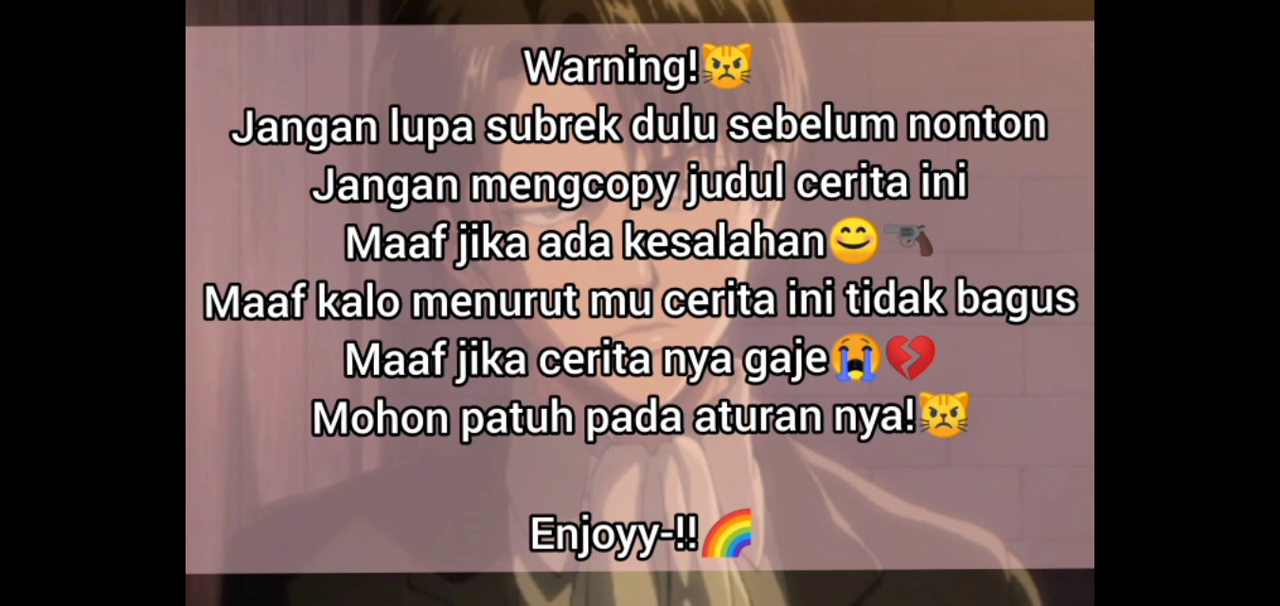 Warning!😾
Jangan lupa subrek dulu sebelum nonton
Jangan mengcopy judul cerita ini
Maaf jika ada kesalahan😊🔫
Maaf kalo menurut mu cerita ini tidak bagus
Maaf jika cerita nya gaje😭💔
Mohon patuh pada aturan nya!😾
Enjoyy-!!🌈